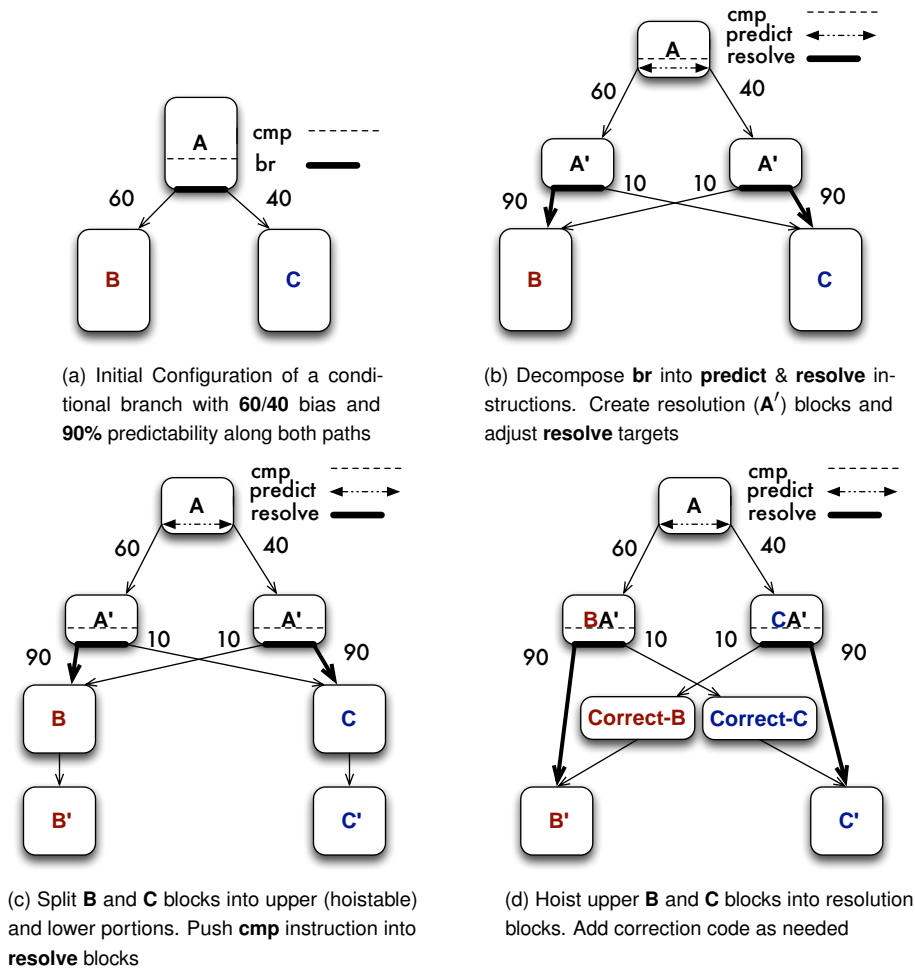 cmp
br
A
60
40
B
C
(a) Initial Configuration of a condi-
tional branch with 60/40 bias and
90% predictability along both paths
cmp
predict
resolve
A
60
40
A'
A'
90
10
10
90
B
C
(b) Decompose br into predict & resolve in-
structions. Create resolution (A′) blocks and
adjust resolve targets
cmp
predict
resolve
A
60
40
A'
A'
90
10
10
90
B
C
B'
C'
(c) Split B and C blocks into upper (hoistable)
and lower portions. Push cmp instruction into
resolve blocks
cmp
predict
resolve
A
60
40
BA'
CA'
90
10
10
90
Correct-B
Correct-C
B'
C'
(d) Hoist upper B and C blocks into resolution
blocks. Add correction code as needed